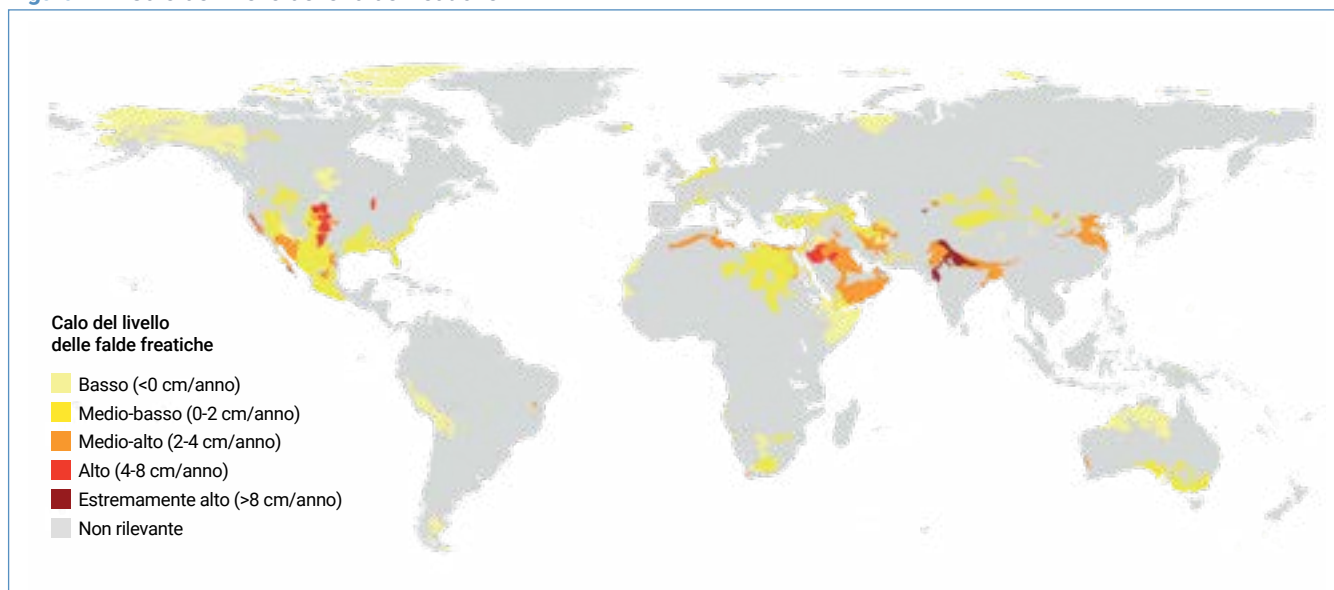 Calo del livello
delle falde freatiche
Basso (<0 cm/anno)
Medio-basso (0-2 cm/anno)
Medio-alto (2-4 cm/anno)
Alto (4-8 cm/anno)
Estremamente alto (>8 cm/anno)
Non rilevante